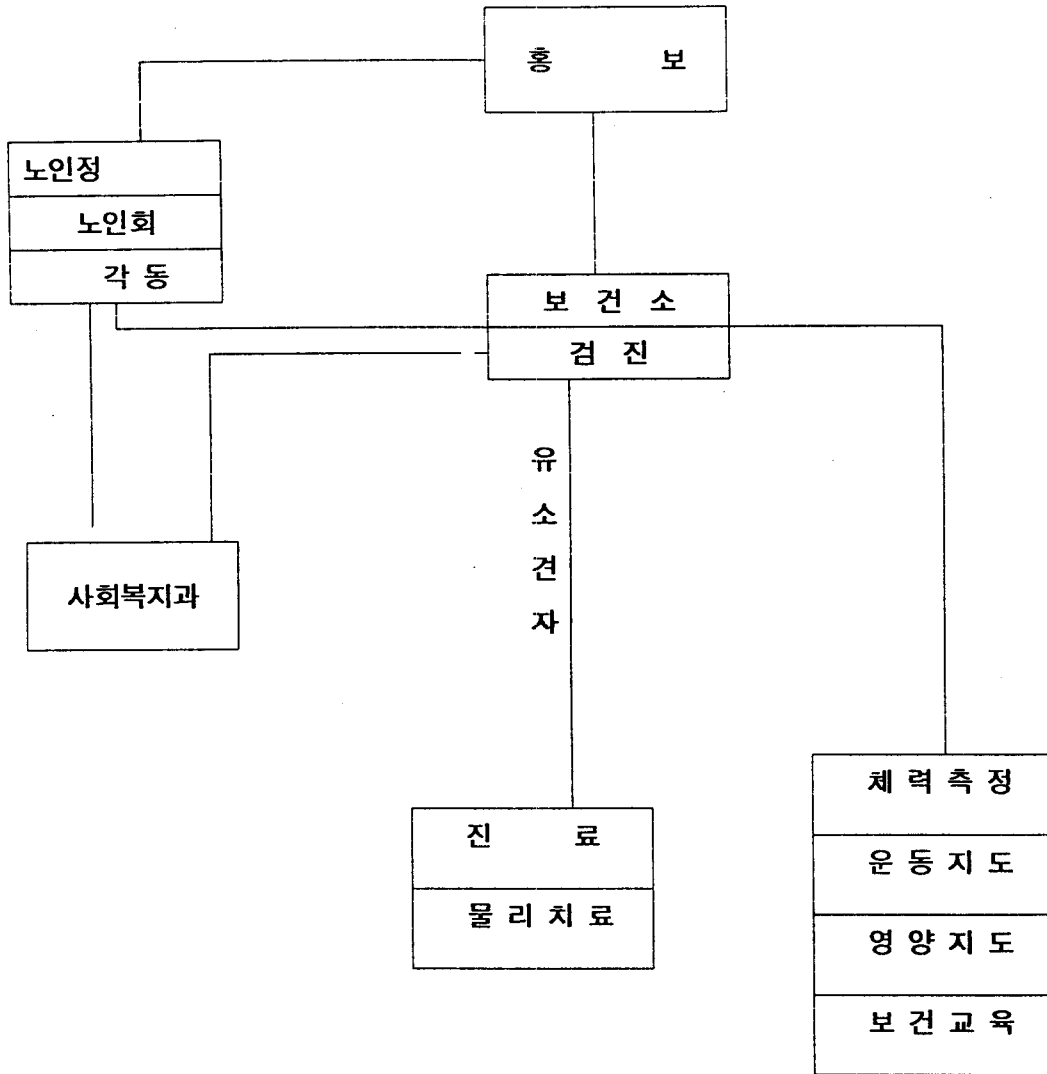 홍 보
노인정
노인회
각 동
보 건 소
검 진
유
소
견
자
사회복지과
진 료
물 리 치 료
체 력 측 정
운 동 지 도
영 양 지 도
보 건 교 육